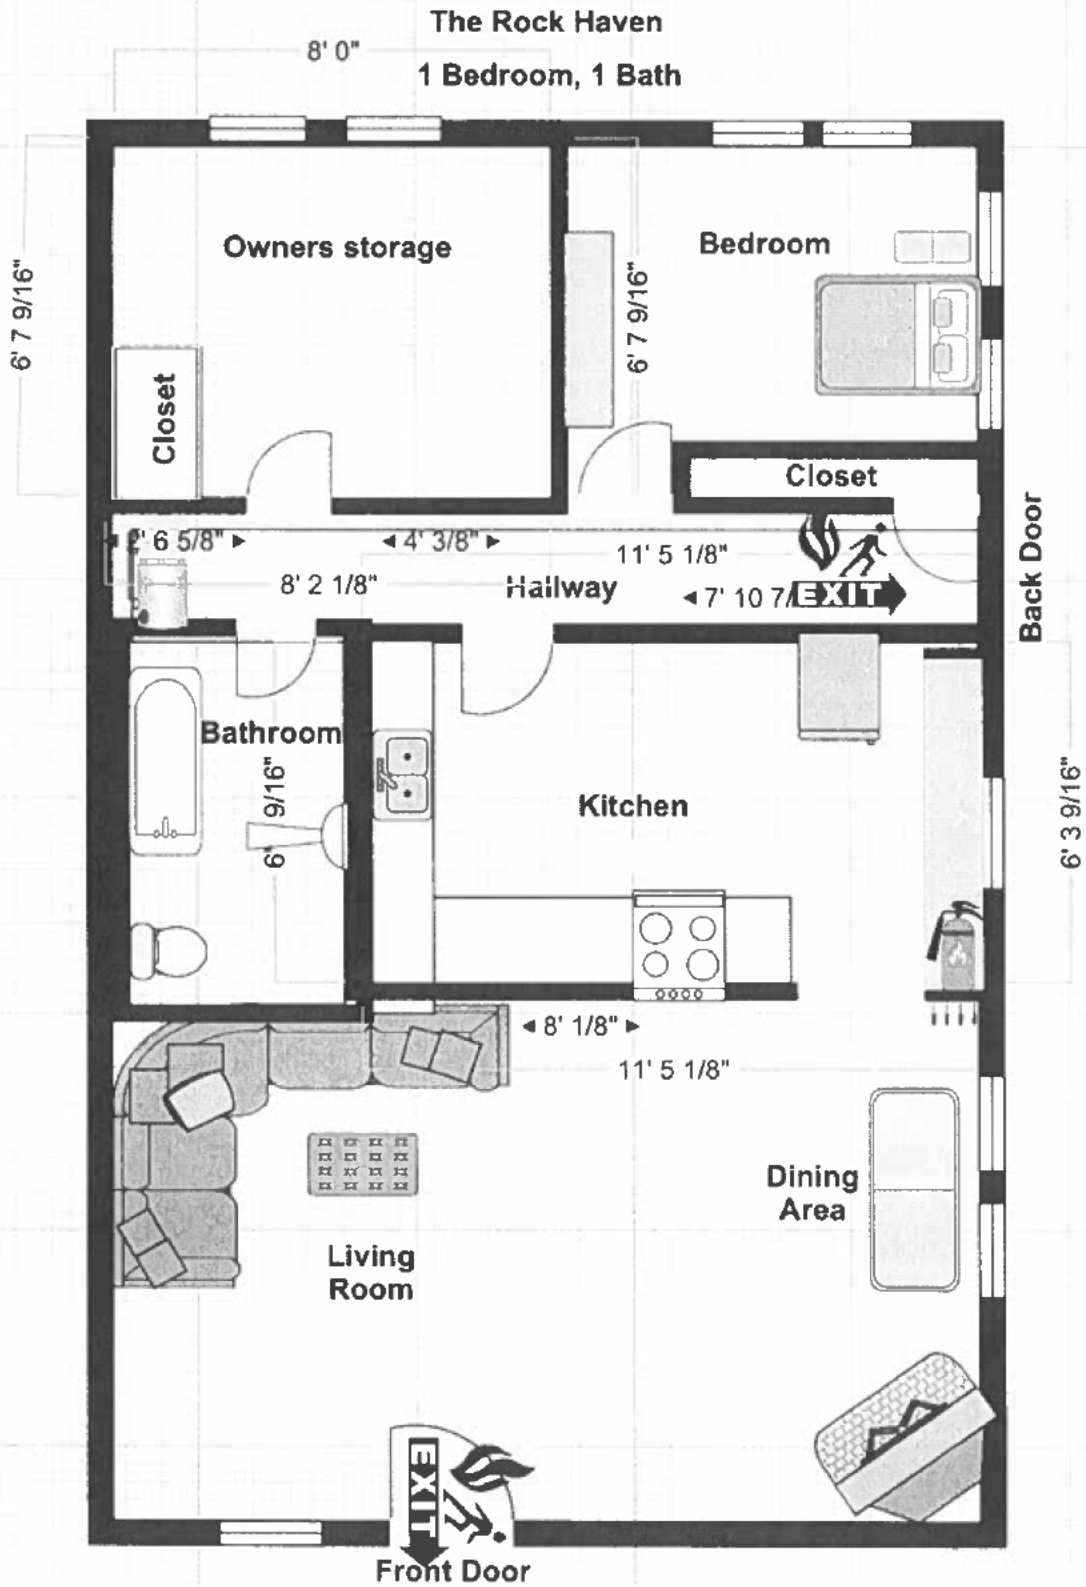 The Rock Haven
8' 0"
1 Bedroom, 1 Bath
Owners storage
Bedroom
6' 7 9/16"
6' 7 9/16"
Closet
Closet
6 5/8"
4' 3/8"
11' 5 1/8"
8' 2 1/8"
Hallway
7' 10 7/
EXIT
Back Door
Bathroom
6' 9/16"
Kitchen
6' 3 9/16"
8' 1/8"
11' 5 1/8"
Dining
Area
Living
Room
EXIT
Front Door